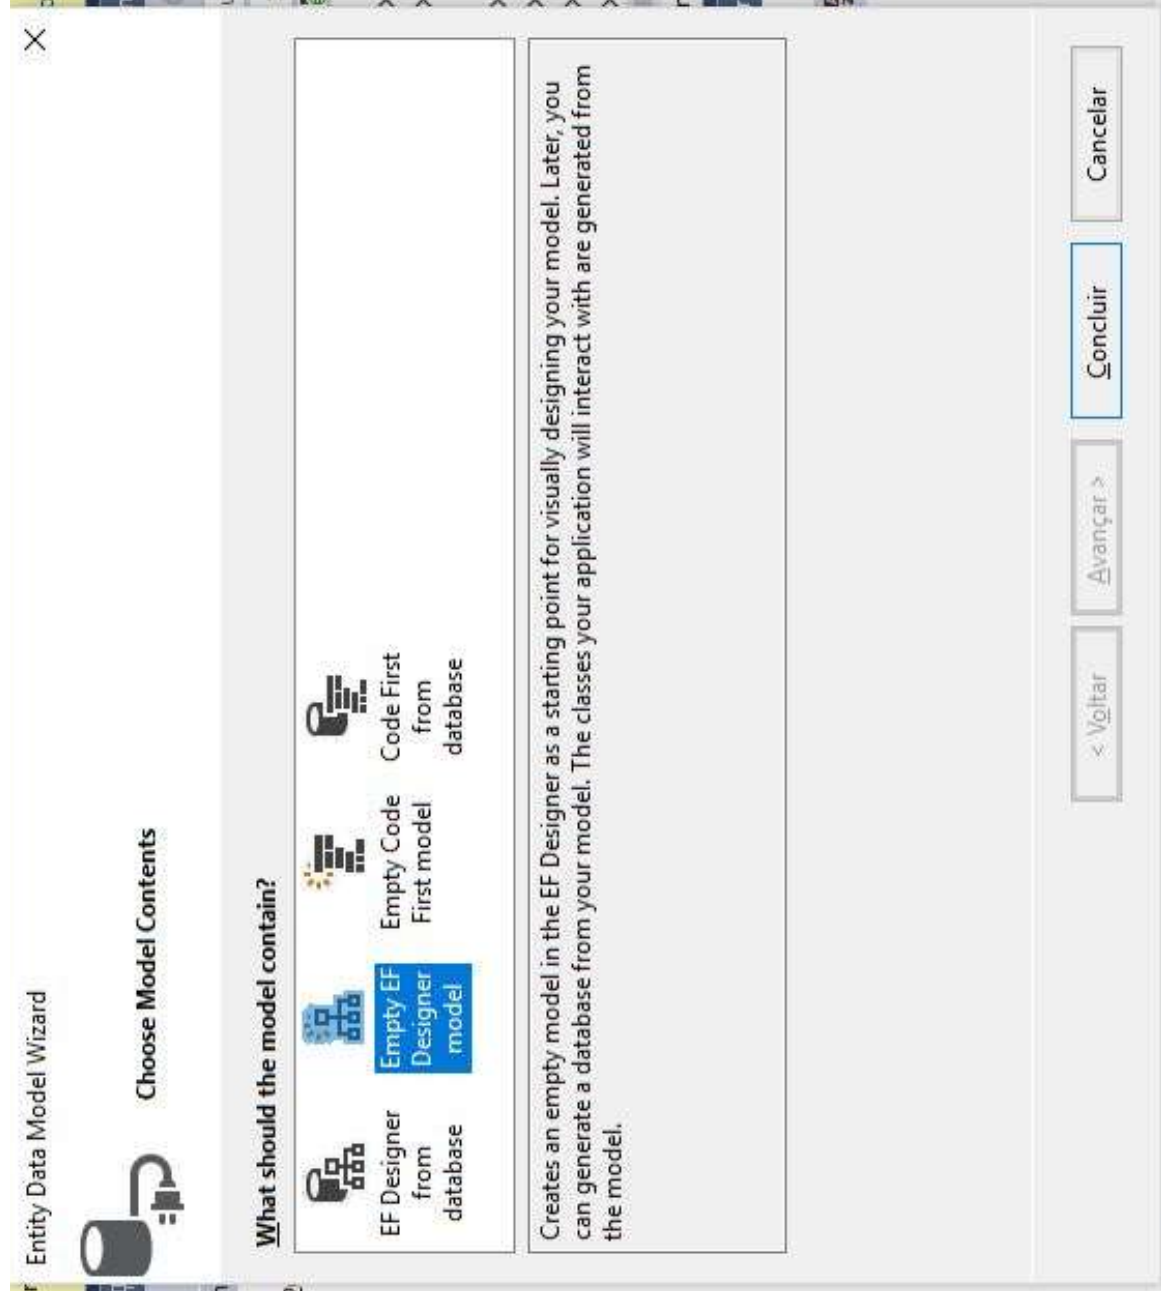 Entity Data Model Wizard
Choose Model Contents
What should the model contain?
EF Designer
from
database
Empty EF
Designer
model
Empty Code
First model
Code First
from
database
Creates an empty model in the EF Designer as a starting point for visually designing your model. Later, you
can generate a database from your model. The classes your application will interact with are generated from
the model.
< Voltar
Avançar >
Concluir
Cancelar